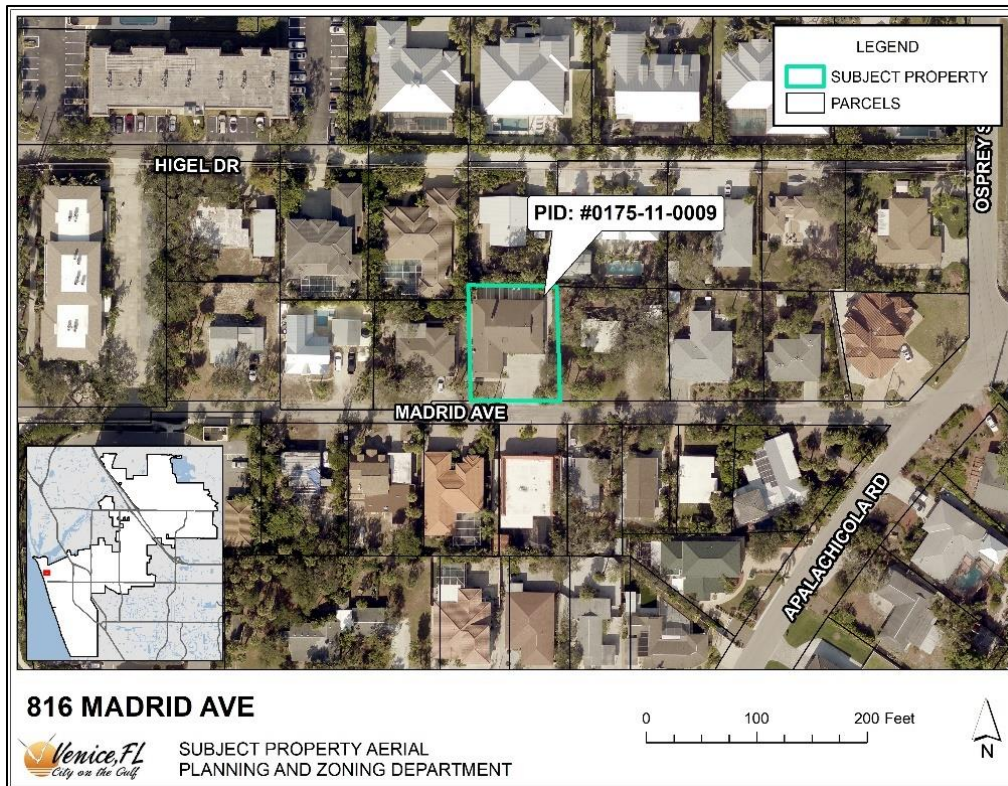 LEGEND
SUBJECT PROPERTY
PARCELS
OSPREY S
HIGEL DR
PID: #0175-11-0009
MADRID AVE
APALACHICOLA RD
816 MADRID AVE
0 100 200 Feet
N
Venice, FL
City on the Gulf
SUBJECT PROPERTY AERIAL
PLANNING AND ZONING DEPARTMENT